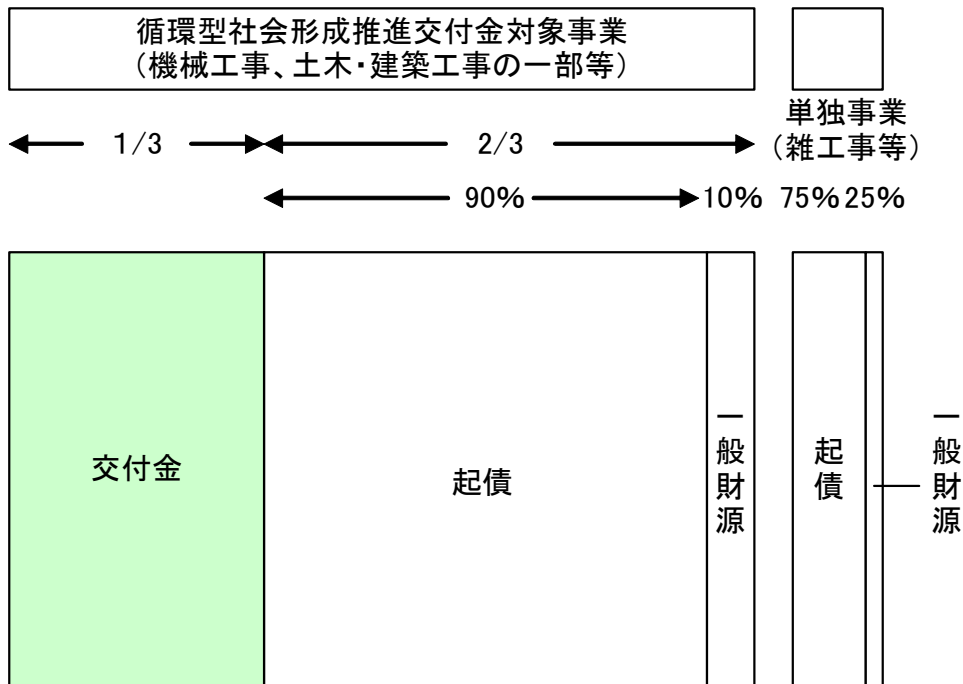 循環型社会形成推進交付金対象事業
（機械工事、土木・建築工事の一部等）
単独事業
（雑工事等）
1/3
2/3
90%
10%
75%
25%
交付金
起債
一般財源
起債
一般財源